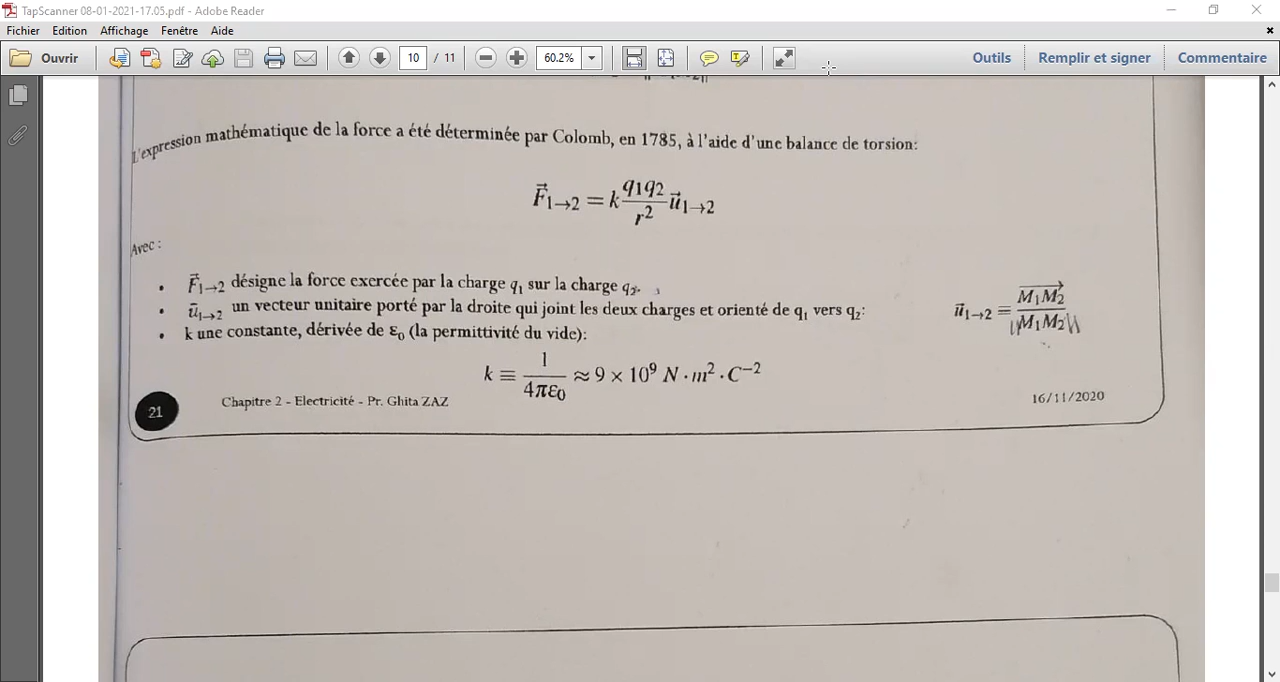 TapScanner 08-01-2021-17.05.pdf - Adobe Reader
Fichier Edition Affichage Fenêtre Aide
Ouvrir 10 / 11 60.2% Outils Remplir et signer Commentaire
L'expression mathématique de la force a été déterminée par Colomb, en 1785, à l'aide d'une balance de torsion:
F⃗₁→₂ = k q₁q₂/r² u⃗₁→₂
Avec :
• F⃗₁→₂ désigne la force exercée par la charge q₁ sur la charge q₂.
• u⃗₁→₂ un vecteur unitaire porté par la droite qui joint les deux charges et orienté de q₁ vers q₂: u⃗₁→₂ ≡ M₁M₂⃗/||M₁M₂||
• k une constante, dérivée de ε₀ (la permittivité du vide):
k ≡ 1/4πε₀ ≈ 9 × 10⁹ N·m²·C⁻²
21 Chapitre 2 - Electricité - Pr. Ghita ZAZ 16/11/2020